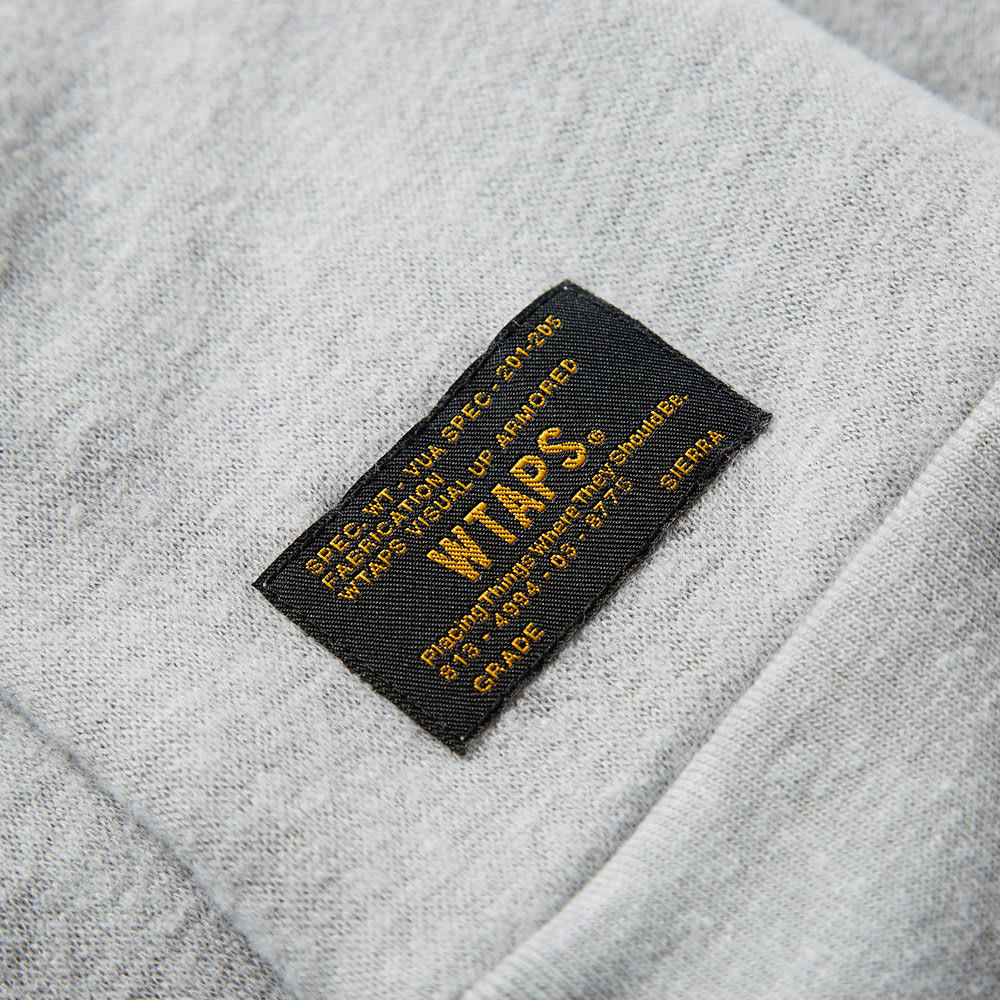 SPEC. WT - VUA SPEC - 201-205
FABRICATION
WTAPS VISUAL UP ARMORED
WTAPS®
Placing Things Where They Should Be.
813 - 4994 - 03 - 8775
GRADE SIERRA